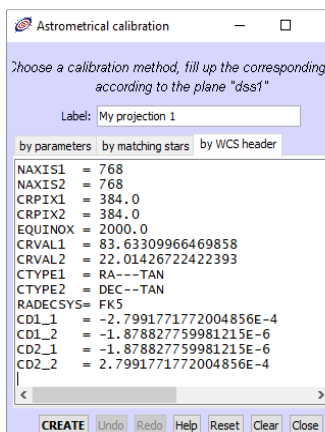 Astrometrical calibration
Choose a calibration method, fill up the corresponding
according to the plane "dss1"
Label: My projection 1
by parameters by matching stars by WCS header
NAXIS1 = 768
NAXIS2 = 768
CRPIX1 = 384.0
CRPIX2 = 384.0
EQUINOX = 2000.0
CRVAL1 = 83.63309966469858
CRVAL2 = 22.01426722422393
CTYPE1 = RA---TAN
CTYPE2 = DEC--TAN
RADECSYS= FK5
CD1_1 = -2.7991771772004856E-4
CD1_2 = -1.878827759981215E-6
CD2_1 = -1.878827759981215E-6
CD2_2 = 2.7991771772004856E-4
CREATE Undo Redo Help Reset Clear Close